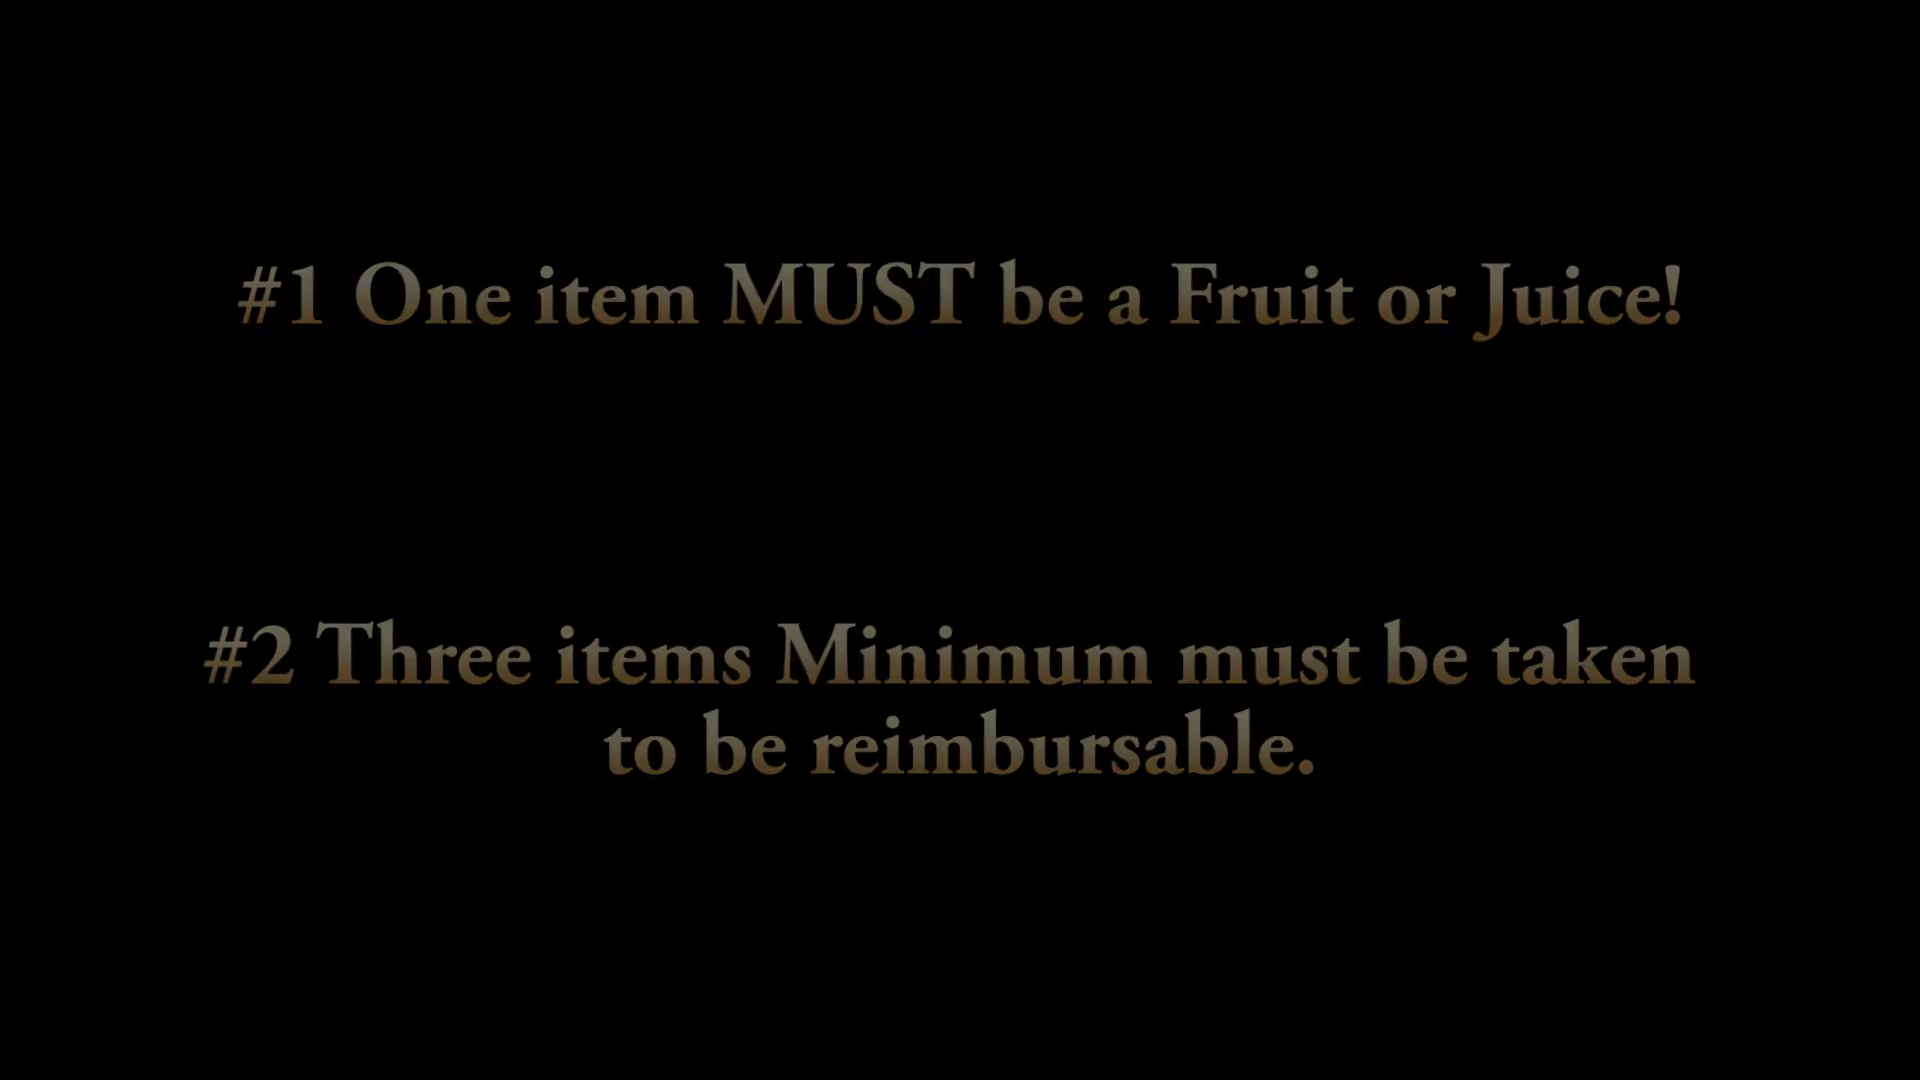 #1 One item MUST be a Fruit or Juice!
#2 Three items Minimum must be taken
to be reimbursable.